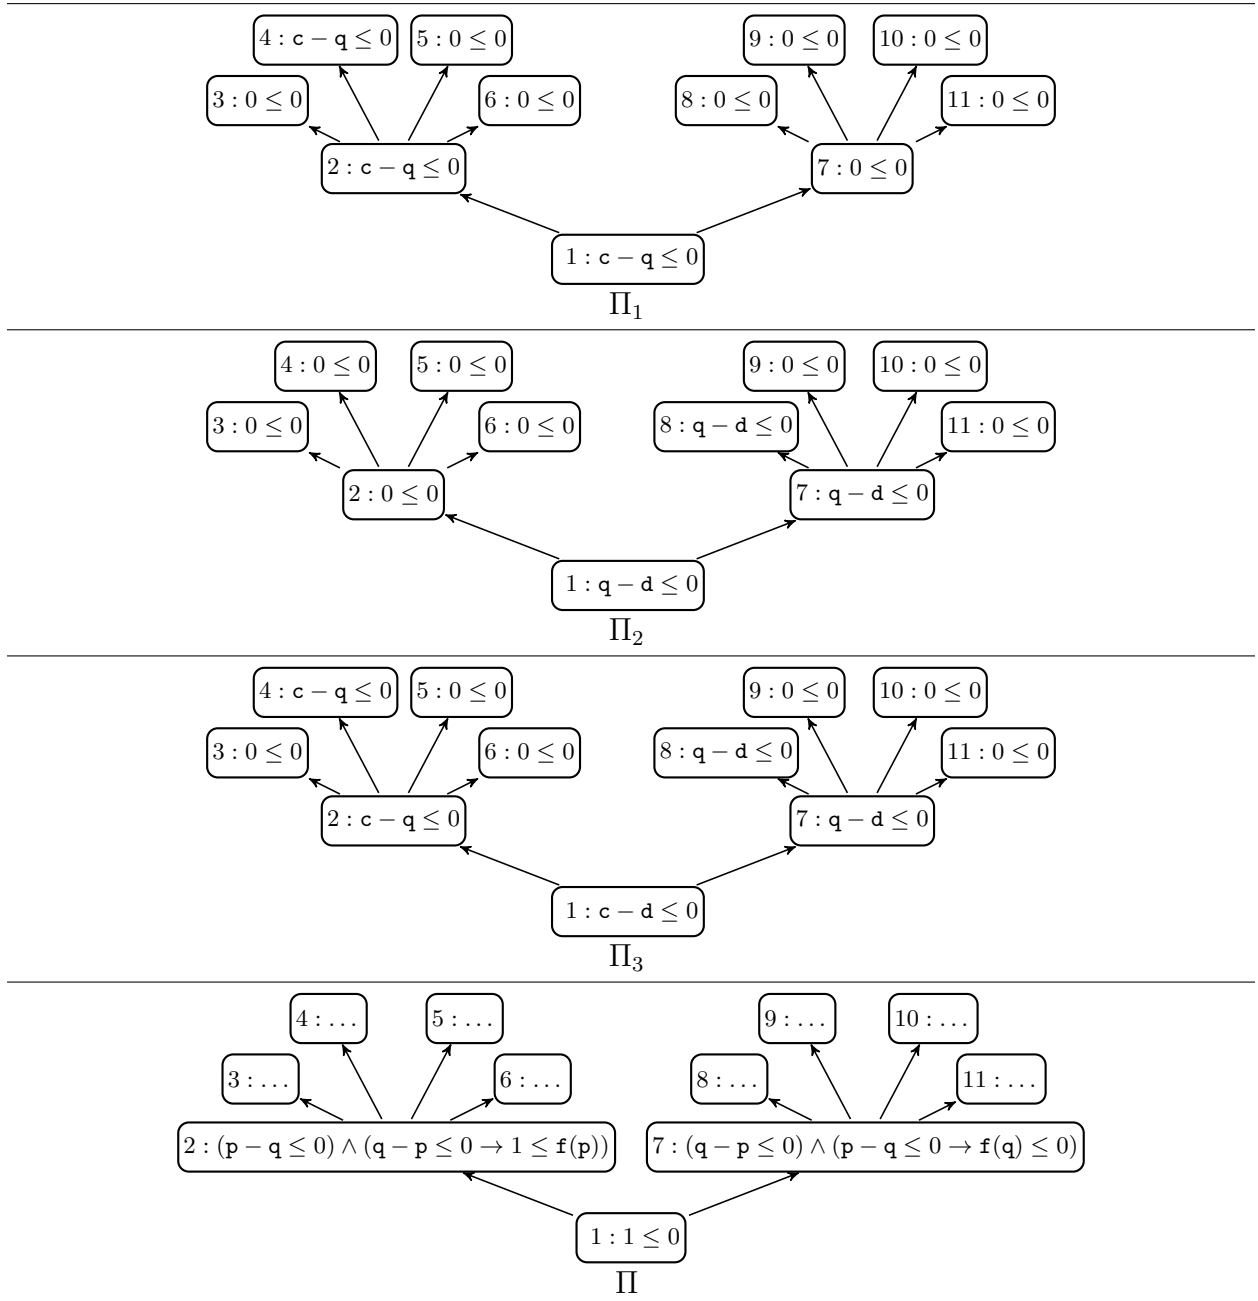 4 : c − q ≤ 0 5 : 0 ≤ 0 9 : 0 ≤ 0 10 : 0 ≤ 0
3 : 0 ≤ 0 6 : 0 ≤ 0 8 : 0 ≤ 0 11 : 0 ≤ 0
2 : c − q ≤ 0 7 : 0 ≤ 0
1 : c − q ≤ 0
Π₁
4 : 0 ≤ 0 5 : 0 ≤ 0 9 : 0 ≤ 0 10 : 0 ≤ 0
3 : 0 ≤ 0 6 : 0 ≤ 0 8 : q − d ≤ 0 11 : 0 ≤ 0
2 : 0 ≤ 0 7 : q − d ≤ 0
1 : q − d ≤ 0
Π₂
4 : c − q ≤ 0 5 : 0 ≤ 0 9 : 0 ≤ 0 10 : 0 ≤ 0
3 : 0 ≤ 0 6 : 0 ≤ 0 8 : q − d ≤ 0 11 : 0 ≤ 0
2 : c − q ≤ 0 7 : q − d ≤ 0
1 : c − d ≤ 0
Π₃
4 : … 5 : … 9 : … 10 : …
3 : … 6 : … 8 : … 11 : …
2 : (p − q ≤ 0) ∧ (q − p ≤ 0 → 1 ≤ f(p)) 7 : (q − p ≤ 0) ∧ (p − q ≤ 0 → f(q) ≤ 0)
1 : 1 ≤ 0
Π